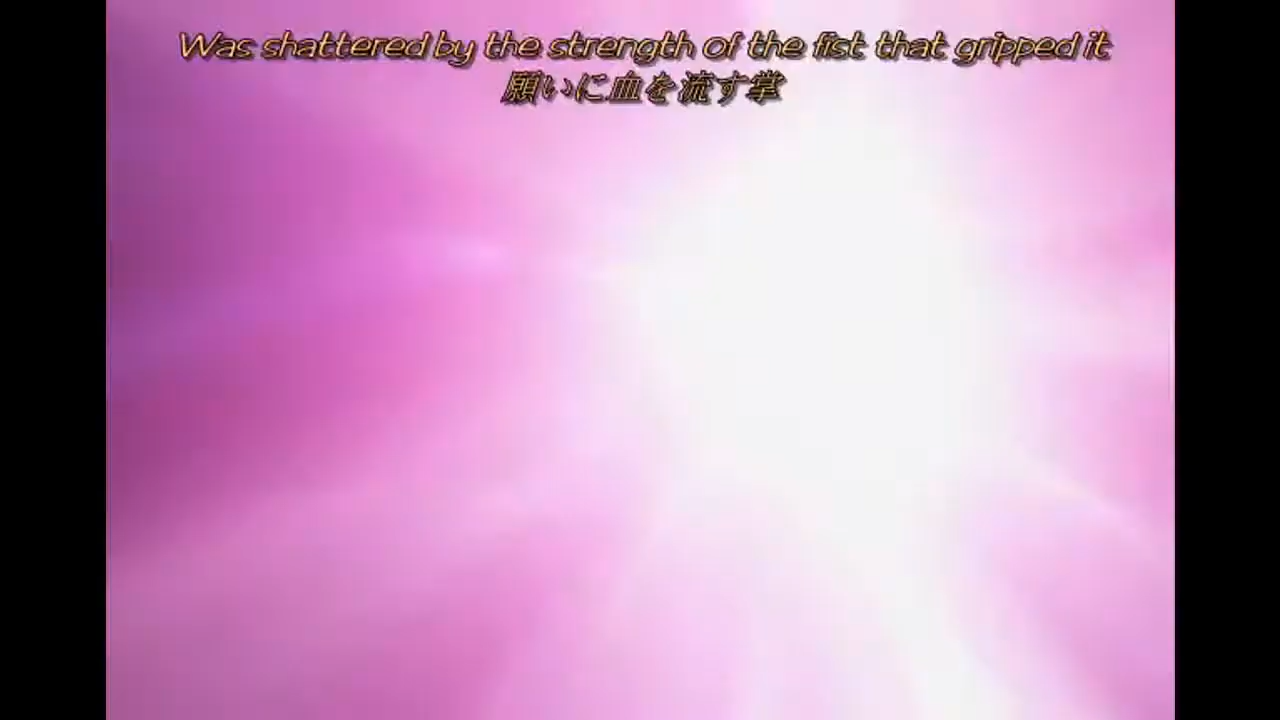 Was shattered by the strength of the fist that gripped it
願いに血を流す掌